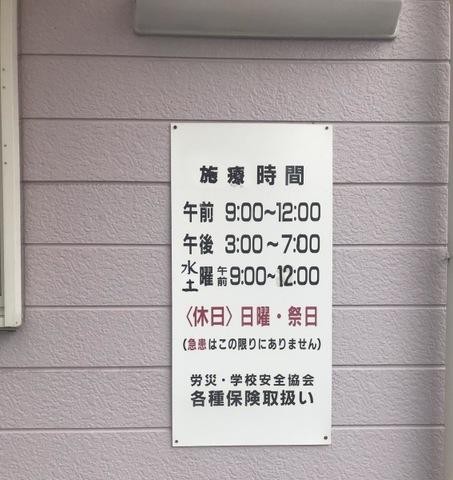 施療時間
午前 9:00~12:00
午後 3:00~7:00
水土曜午前9:00~12:00
〈休日〉日曜・祭日
(急患はこの限りにありません)
労災・学校安全協会
各種保険取扱い